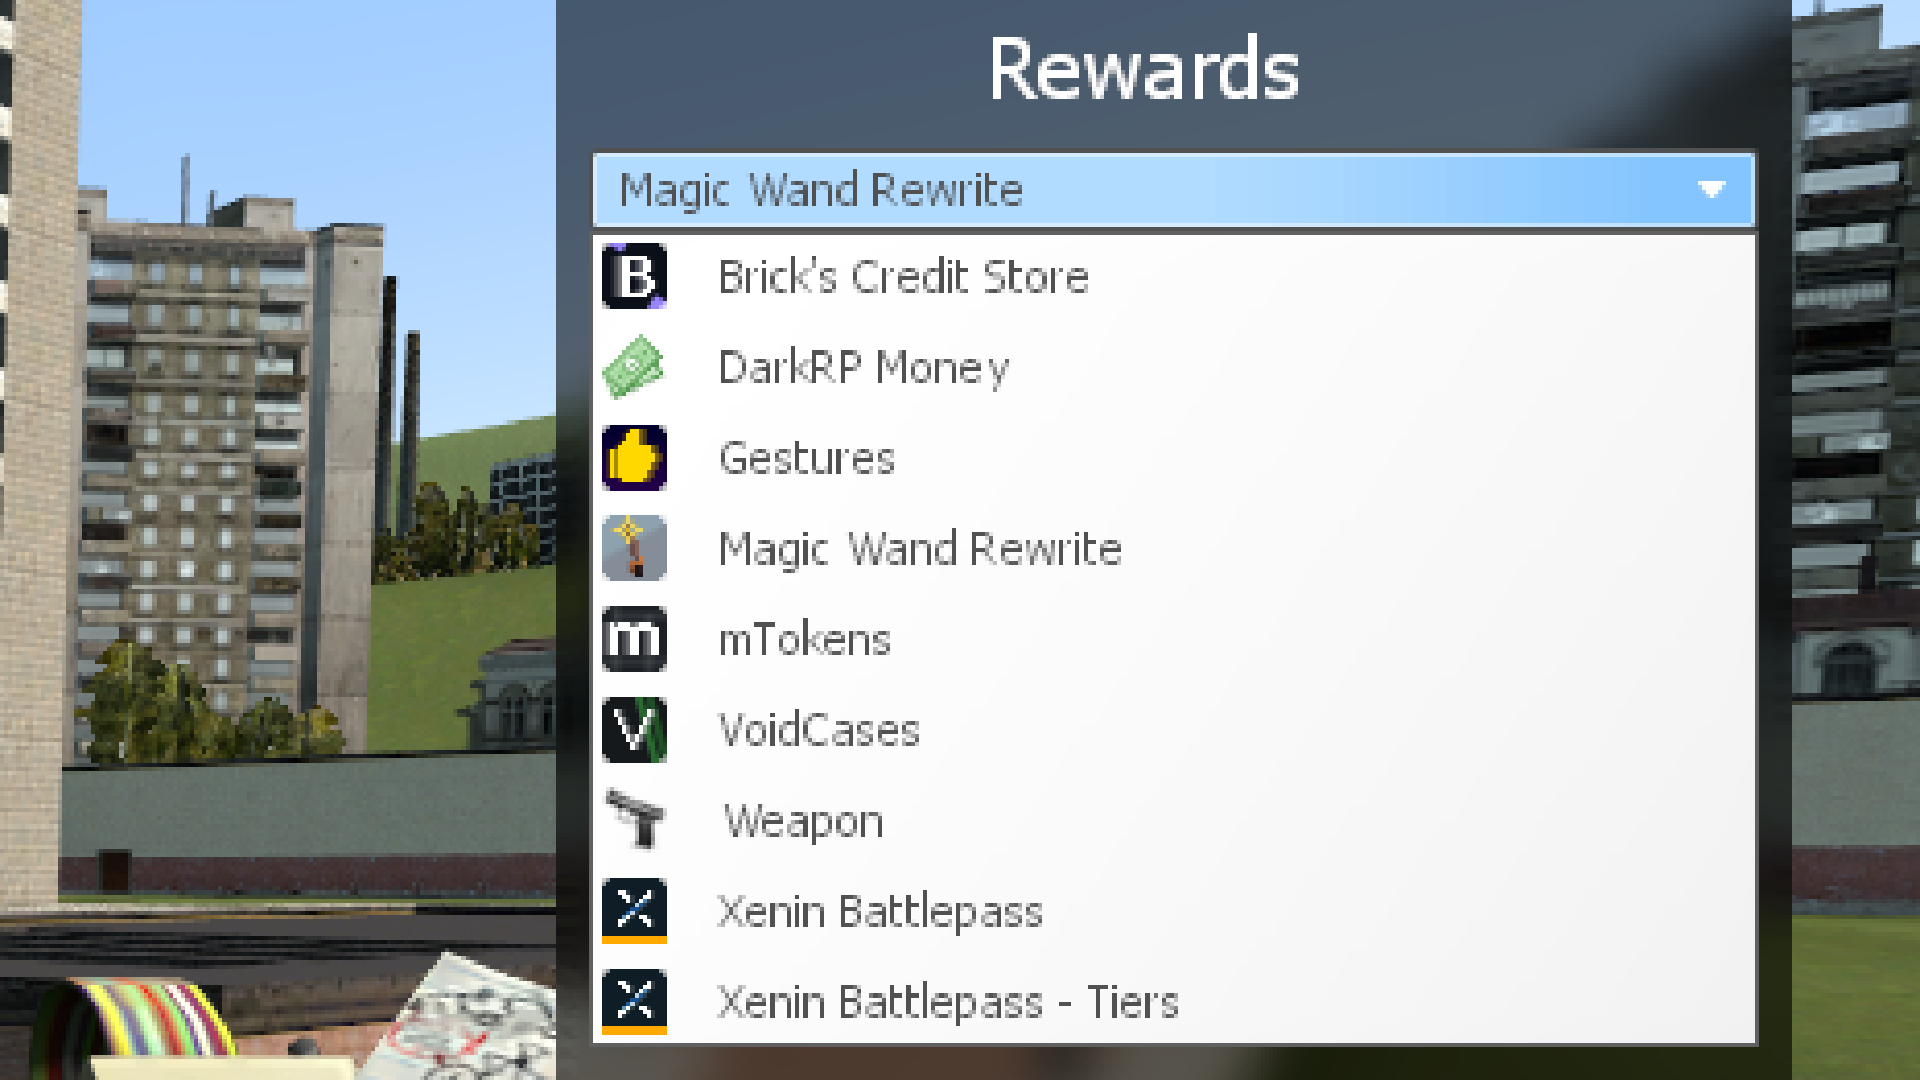 Rewards
Magic Wand Rewrite
B Brick's Credit Store
DarkRP Money
Gestures
Magic Wand Rewrite
m mTokens
V VoidCases
Weapon
X Xenin Battlepass
X Xenin Battlepass - Tiers